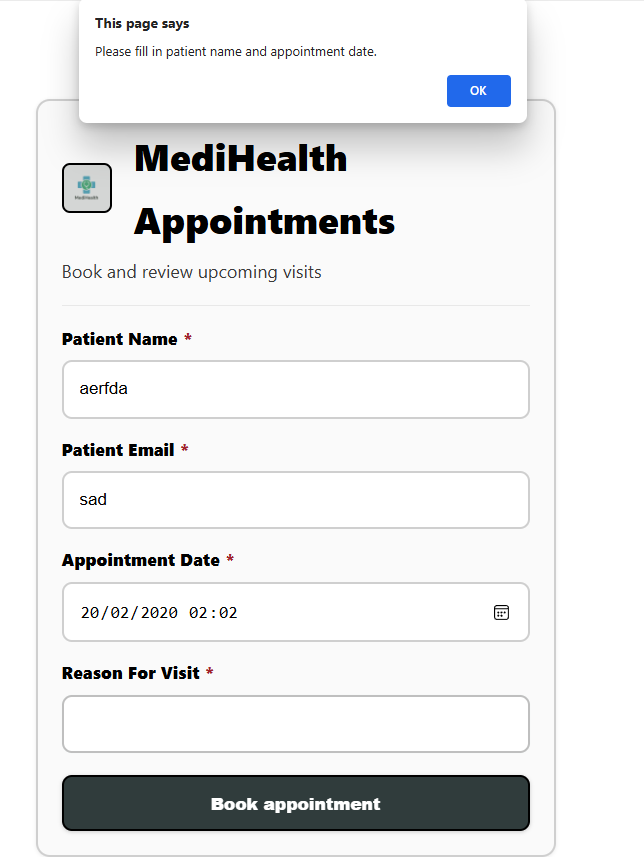 This page says
Please fill in patient name and appointment date.
OK
MediHealth
MediHealth
Appointments
Book and review upcoming visits
Patient Name *
aerfda
Patient Email *
sad
Appointment Date *
20/02/2020 02:02
Reason For Visit *
Book appointment